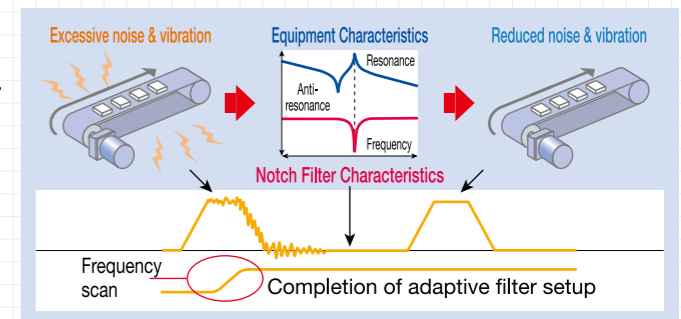 Excessive noise & vibration
Equipment Characteristics
Reduced noise & vibration
Resonance
Anti-
resonance
Frequency
Notch Filter Characteristics
Frequency
scan
Completion of adaptive filter setup